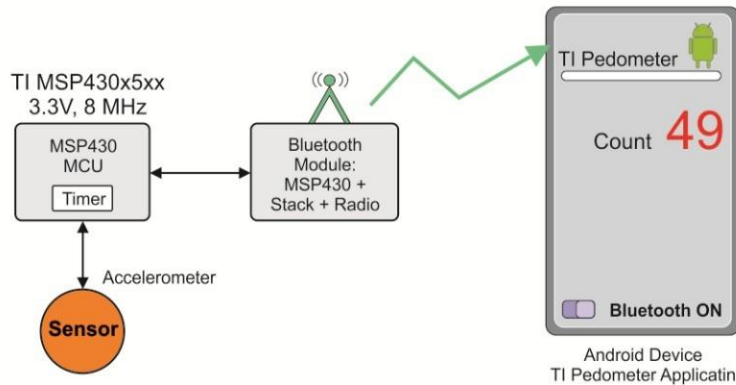 TI MSP430x5xx
3.3V, 8 MHz
MSP430
MCU
Timer
Accelerometer
Sensor
Bluetooth
Module:
MSP430 +
Stack + Radio
TI Pedometer
Count 49
Bluetooth ON
Android Device
TI Pedometer Applicatin